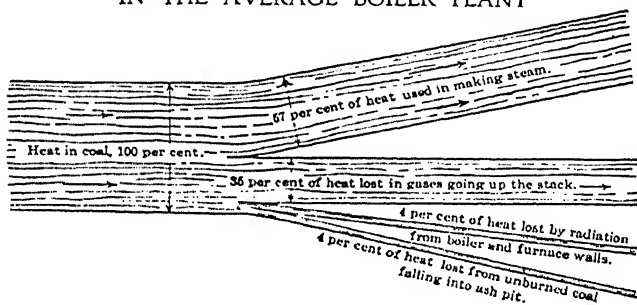 IN THE AVERAGE BOILER PLANT
57 per cent of heat used in making steam.
Heat in coal, 100 per cent.
35 per cent of heat lost in gases going up the stack.
4 per cent of heat lost by radiation
from boiler and furnace walls.
4 per cent of heat lost from unburned coal
falling into ash pit.